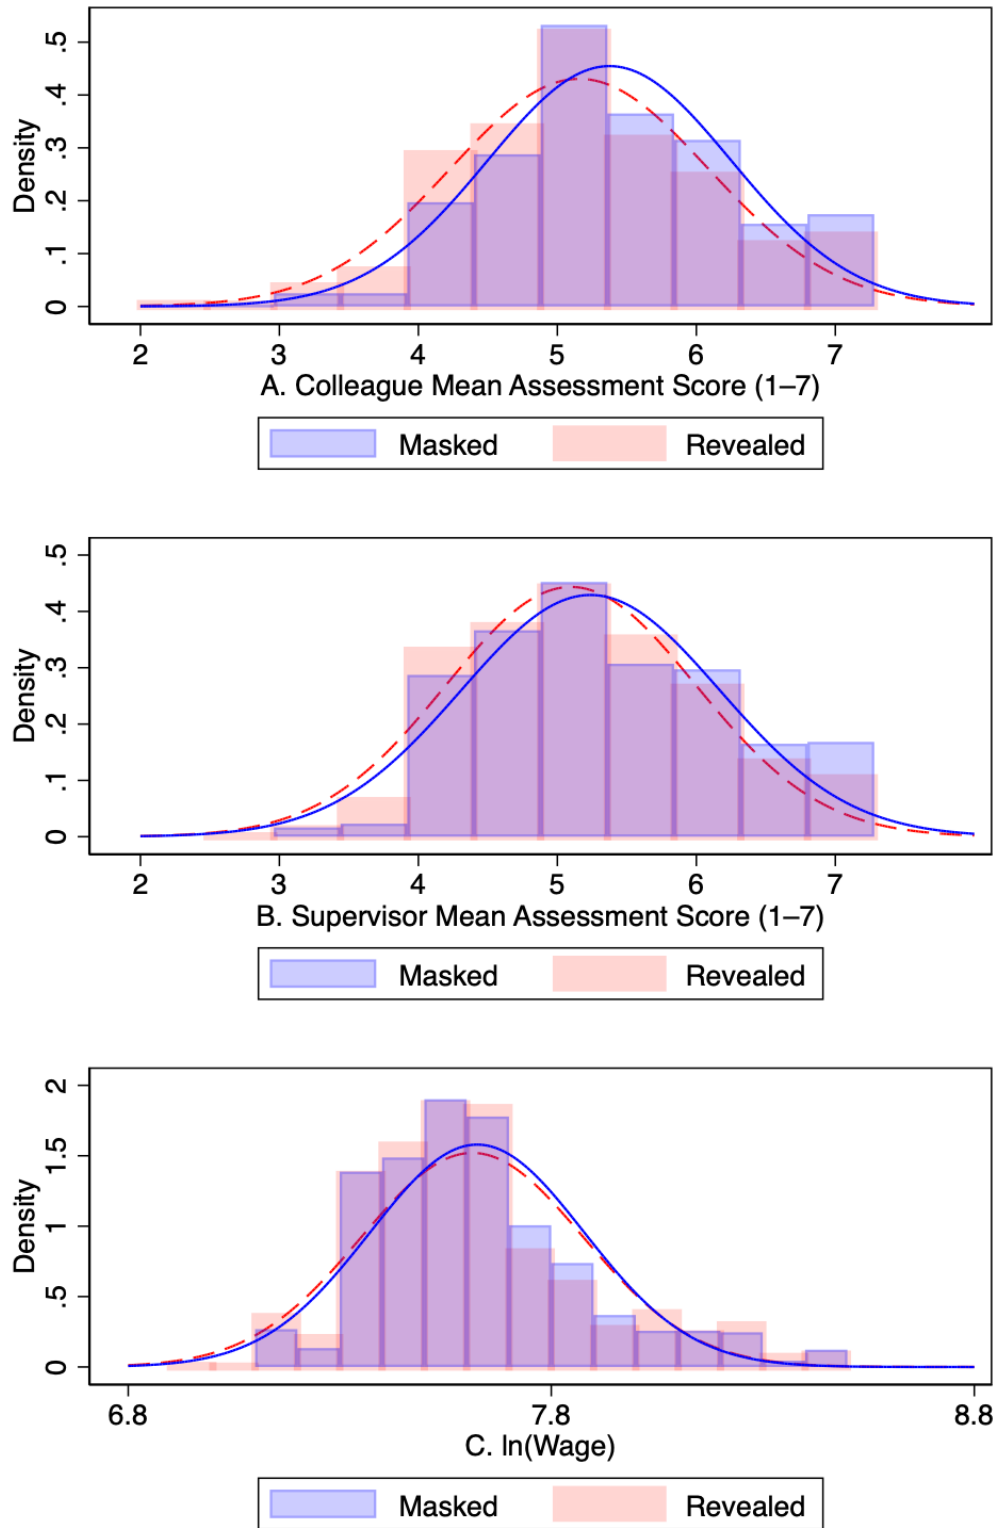 Density
.5
.4
.3
.2
.1
0
2 3 4 5 6 7
A. Colleague Mean Assessment Score (1–7)
Masked Revealed
Density
.5
.4
.3
.2
.1
0
2 3 4 5 6 7
B. Supervisor Mean Assessment Score (1–7)
Masked Revealed
Density
2
1.5
1
.5
0
6.8 7.8 8.8
C. ln(Wage)
Masked Revealed